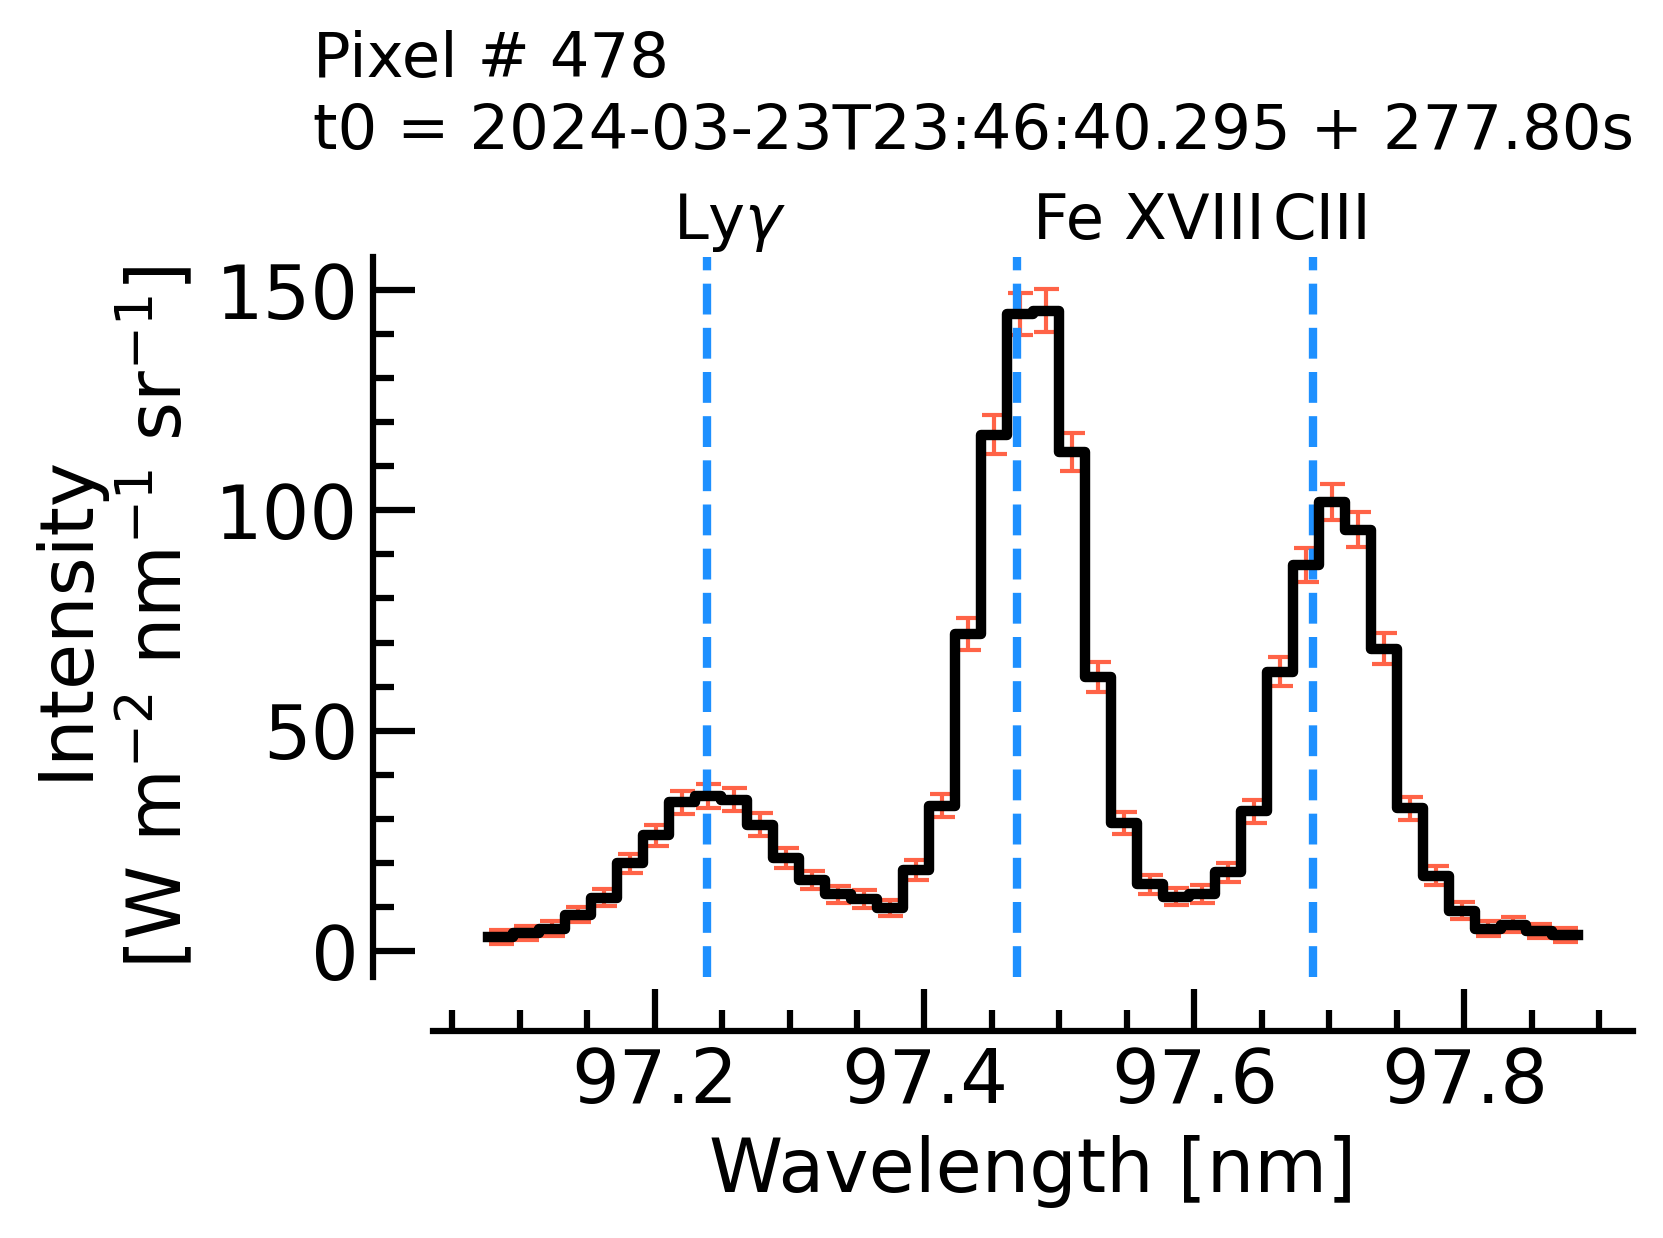 Pixel # 478
t0 = 2024-03-23T23:46:40.295 + 277.80s
Lyγ Fe XVIII CIII
Intensity
[W m⁻² nm⁻¹ sr⁻¹]
150
100
50
0
97.2 97.4 97.6 97.8
Wavelength [nm]